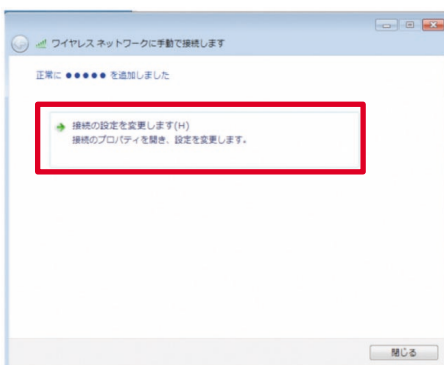 ワイヤレス ネットワークに手動で接続します
正常に ●●●●● を追加しました
接続の設定を変更します(H)
接続のプロパティを開き、設定を変更します。
閉じる